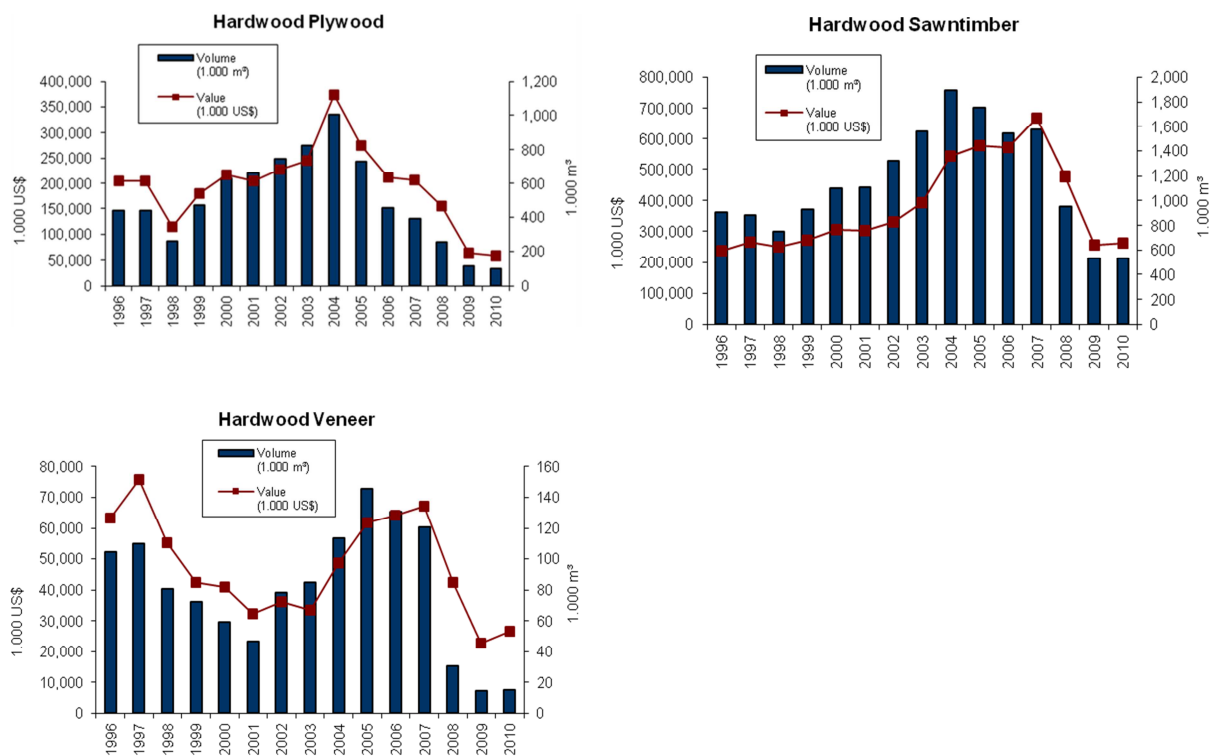 Hardwood Plywood
Volume
(1.000 m³)
Value
(1.000 US$)
400,000
350,000
300,000
250,000
200,000
150,000
100,000
50,000
0
1.000 US$
1,200
1,000
800
600
400
200
0
1.000 m³
1996 1997 1998 1999 2000 2001 2002 2003 2004 2005 2006 2007 2008 2009 2010
Hardwood Sawntimber
Volume
(1.000 m³)
Value
(1.000 US$)
800,000
700,000
600,000
500,000
400,000
300,000
200,000
100,000
0
1.000 US$
2,000
1,800
1,600
1,400
1,200
1,000
800
600
400
200
0
1.000 m³
1996 1997 1998 1999 2000 2001 2002 2003 2004 2005 2006 2007 2008 2009 2010
Hardwood Veneer
Volume
(1.000 m³)
Value
(1.000 US$)
80,000
70,000
60,000
50,000
40,000
30,000
20,000
10,000
0
1.000 US$
160
140
120
100
80
60
40
20
0
1.000 m³
1996 1997 1998 1999 2000 2001 2002 2003 2004 2005 2006 2007 2008 2009 2010